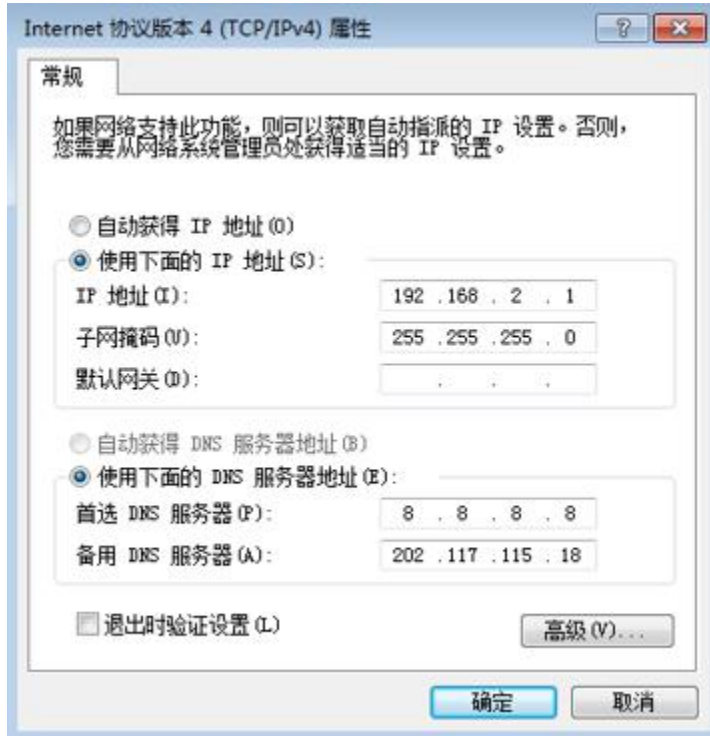 Internet 协议版本 4 (TCP/IPv4) 属性
常规
如果网络支持此功能，则可以获取自动指派的 IP 设置。否则，
您需要从网络系统管理员处获得适当的 IP 设置。
自动获得 IP 地址(O)
使用下面的 IP 地址(S):
IP 地址(I): 192 .168 . 2 . 1
子网掩码(U): 255 .255 .255 . 0
默认网关(D): . . .
自动获得 DNS 服务器地址(B)
使用下面的 DNS 服务器地址(E):
首选 DNS 服务器(P): 8 . 8 . 8 . 8
备用 DNS 服务器(A): 202 .117 .115 . 18
退出时验证设置(L)
高级(V)...
确定 取消